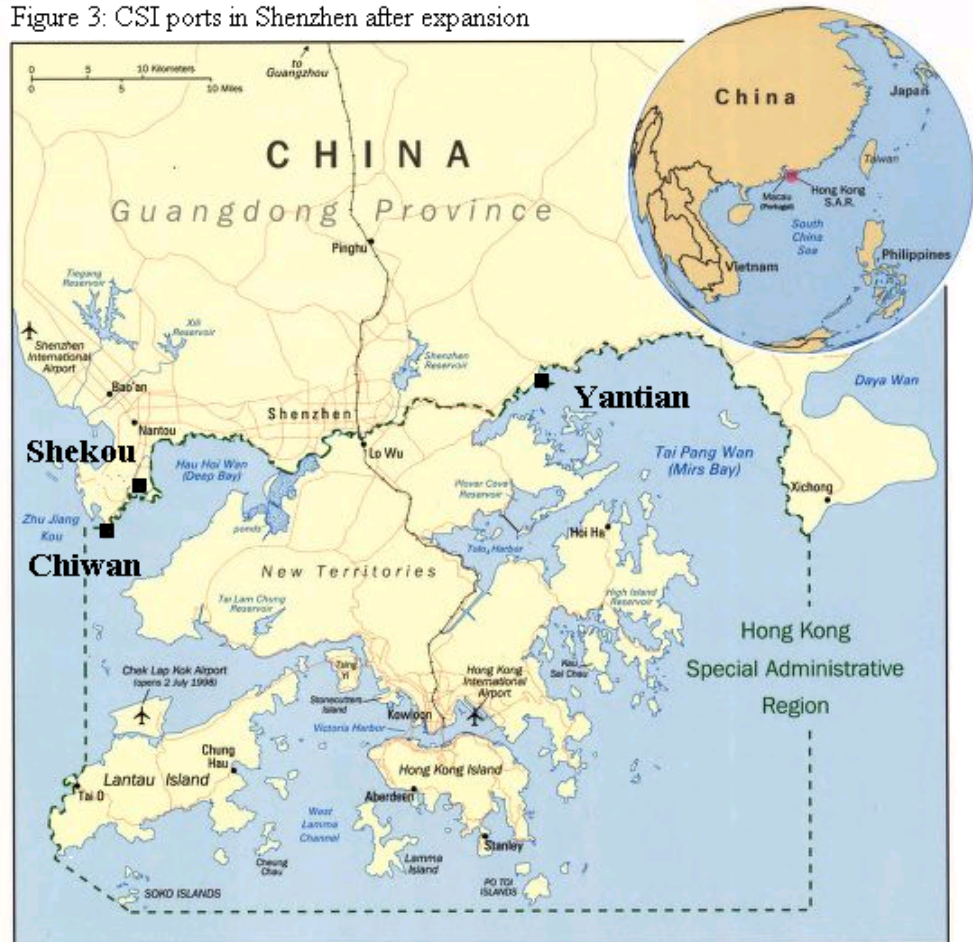 Figure 3: CSI ports in Shenzhen after expansion
0 5 10 Kilometers
0 5 10 Miles
to
Guangzhou
CHINA
Guangdong Province
Pinghu
China
Japan
Taiwan
Macau
(Portugal)
Hong Kong
S.A.R.
South
China
Sea
Philippines
Vietnam
Tiegang
Reservoir
Xili
Reservoir
Shenzhen
International
Airport
Bao'an
Nantou
Shenzhen
Shenzhen
Reservoir
Yantian
Daya Wan
Shekou
Hau Hoi Wan
(Deep Bay)
Lo Wu
Tai Pang Wan
(Mirs Bay)
Xichong
Plover Cove
Reservoir
Zhu Jiang
Kou
Chiwan
ponds
Tolo Harbor
Hoi Ha
New Territories
Tai Lam Chung
Reservoir
High Island
Reservoir
Hong Kong
Special Administrative
Region
Chek Lap Kok Airport
(opens 2 July 1998)
Tsing
Yi
Stonecutters
Island
Kowloon
Hong Kong
International
Airport
Kau
Sai Chau
Victoria Harbor
Chung
Hau
Lantau Island
Tai O
Hong Kong Island
Aberdeen
West
Lamma
Channel
Stanley
Cheung
Chau
Lamma
Island
PO TOI
ISLANDS
SOKO ISLANDS